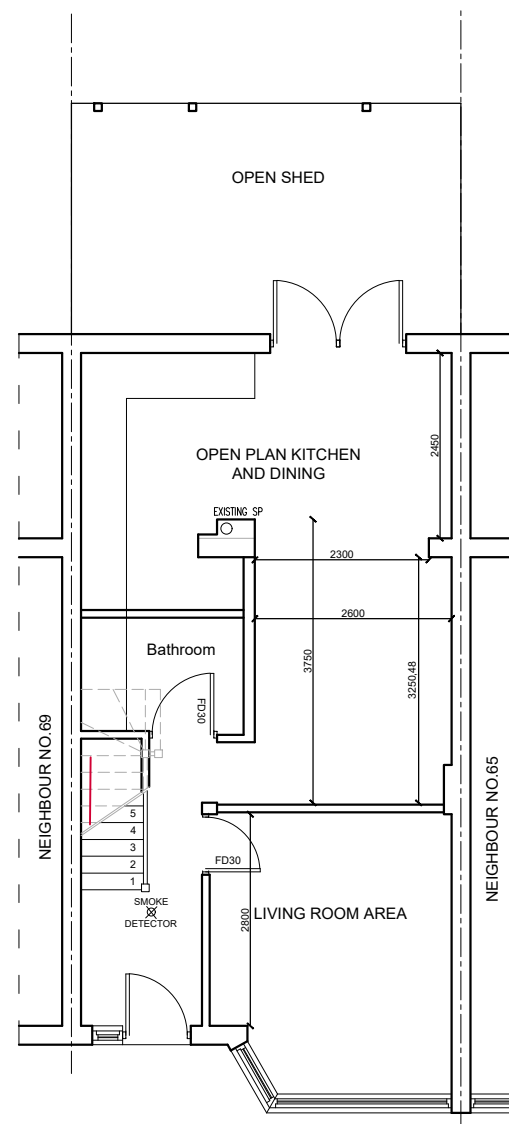 OPEN SHED
OPEN PLAN KITCHEN
AND DINING
2450
EXISTING SP
2300
2600
3750
3250,48
Bathroom
FD30
NEIGHBOUR NO.69
NEIGHBOUR NO.65
5
4
3
2
1
FD30
SMOKE
DETECTOR
2800
LIVING ROOM AREA